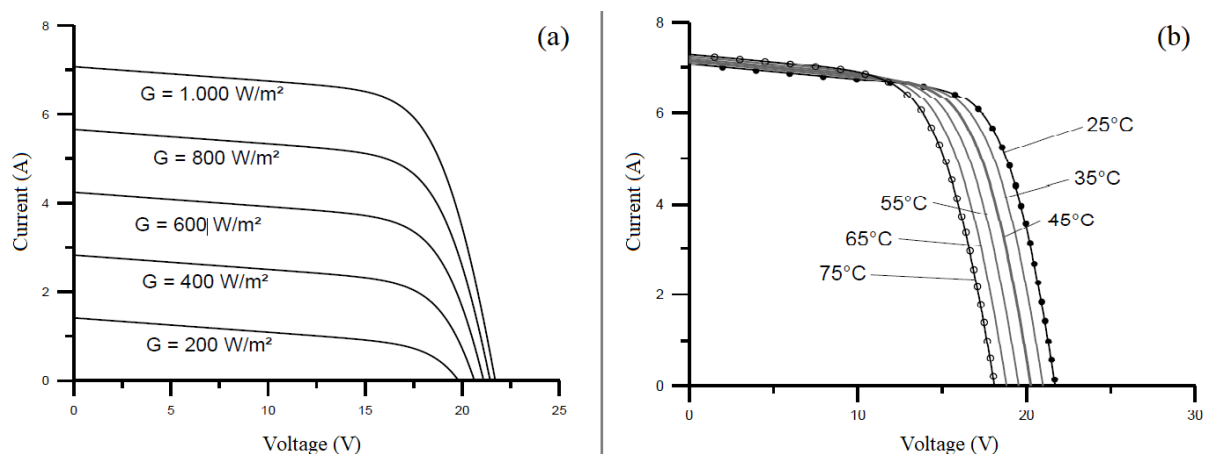 (a)
8
6
4
2
0
Current (A)
G = 1.000 W/m²
G = 800 W/m²
G = 600| W/m²
G = 400 W/m²
G = 200 W/m²
0 5 10 15 20 25
Voltage (V)
(b)
8
6
4
2
0
Current (A)
25°C
35°C
55°C
45°C
65°C
75°C
0 10 20 30
Voltage (V)